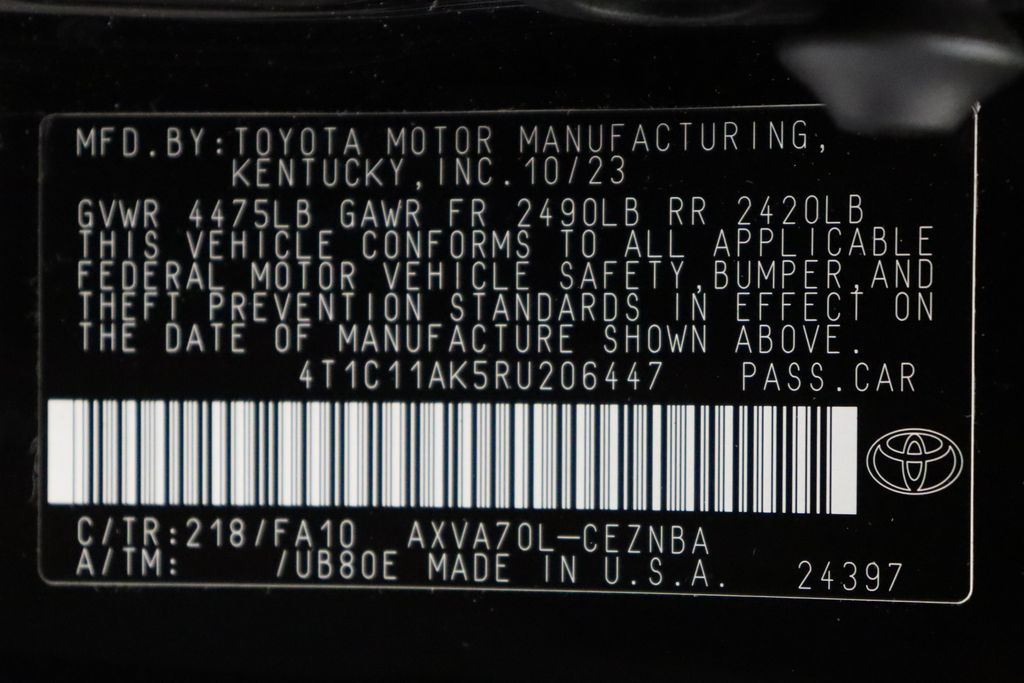 MFD.BY:TOYOTA MOTOR MANUFACTURING,
KENTUCKY,INC.10/23
GVWR 4475LB GAWR FR 2490LB RR 2420LB
THIS VEHICLE CONFORMS TO ALL APPLICABLE
FEDERAL MOTOR VEHICLE SAFETY,BUMPER,AND
THEFT PREVENTION STANDARDS IN EFFECT ON
THE DATE OF MANUFACTURE SHOWN ABOVE.
4T1C11AK5RU206447 PASS.CAR
C/TR:218/FA10 AXVA70L-CEZNBA
A/TM: /UB80E MADE IN U.S.A. 24397